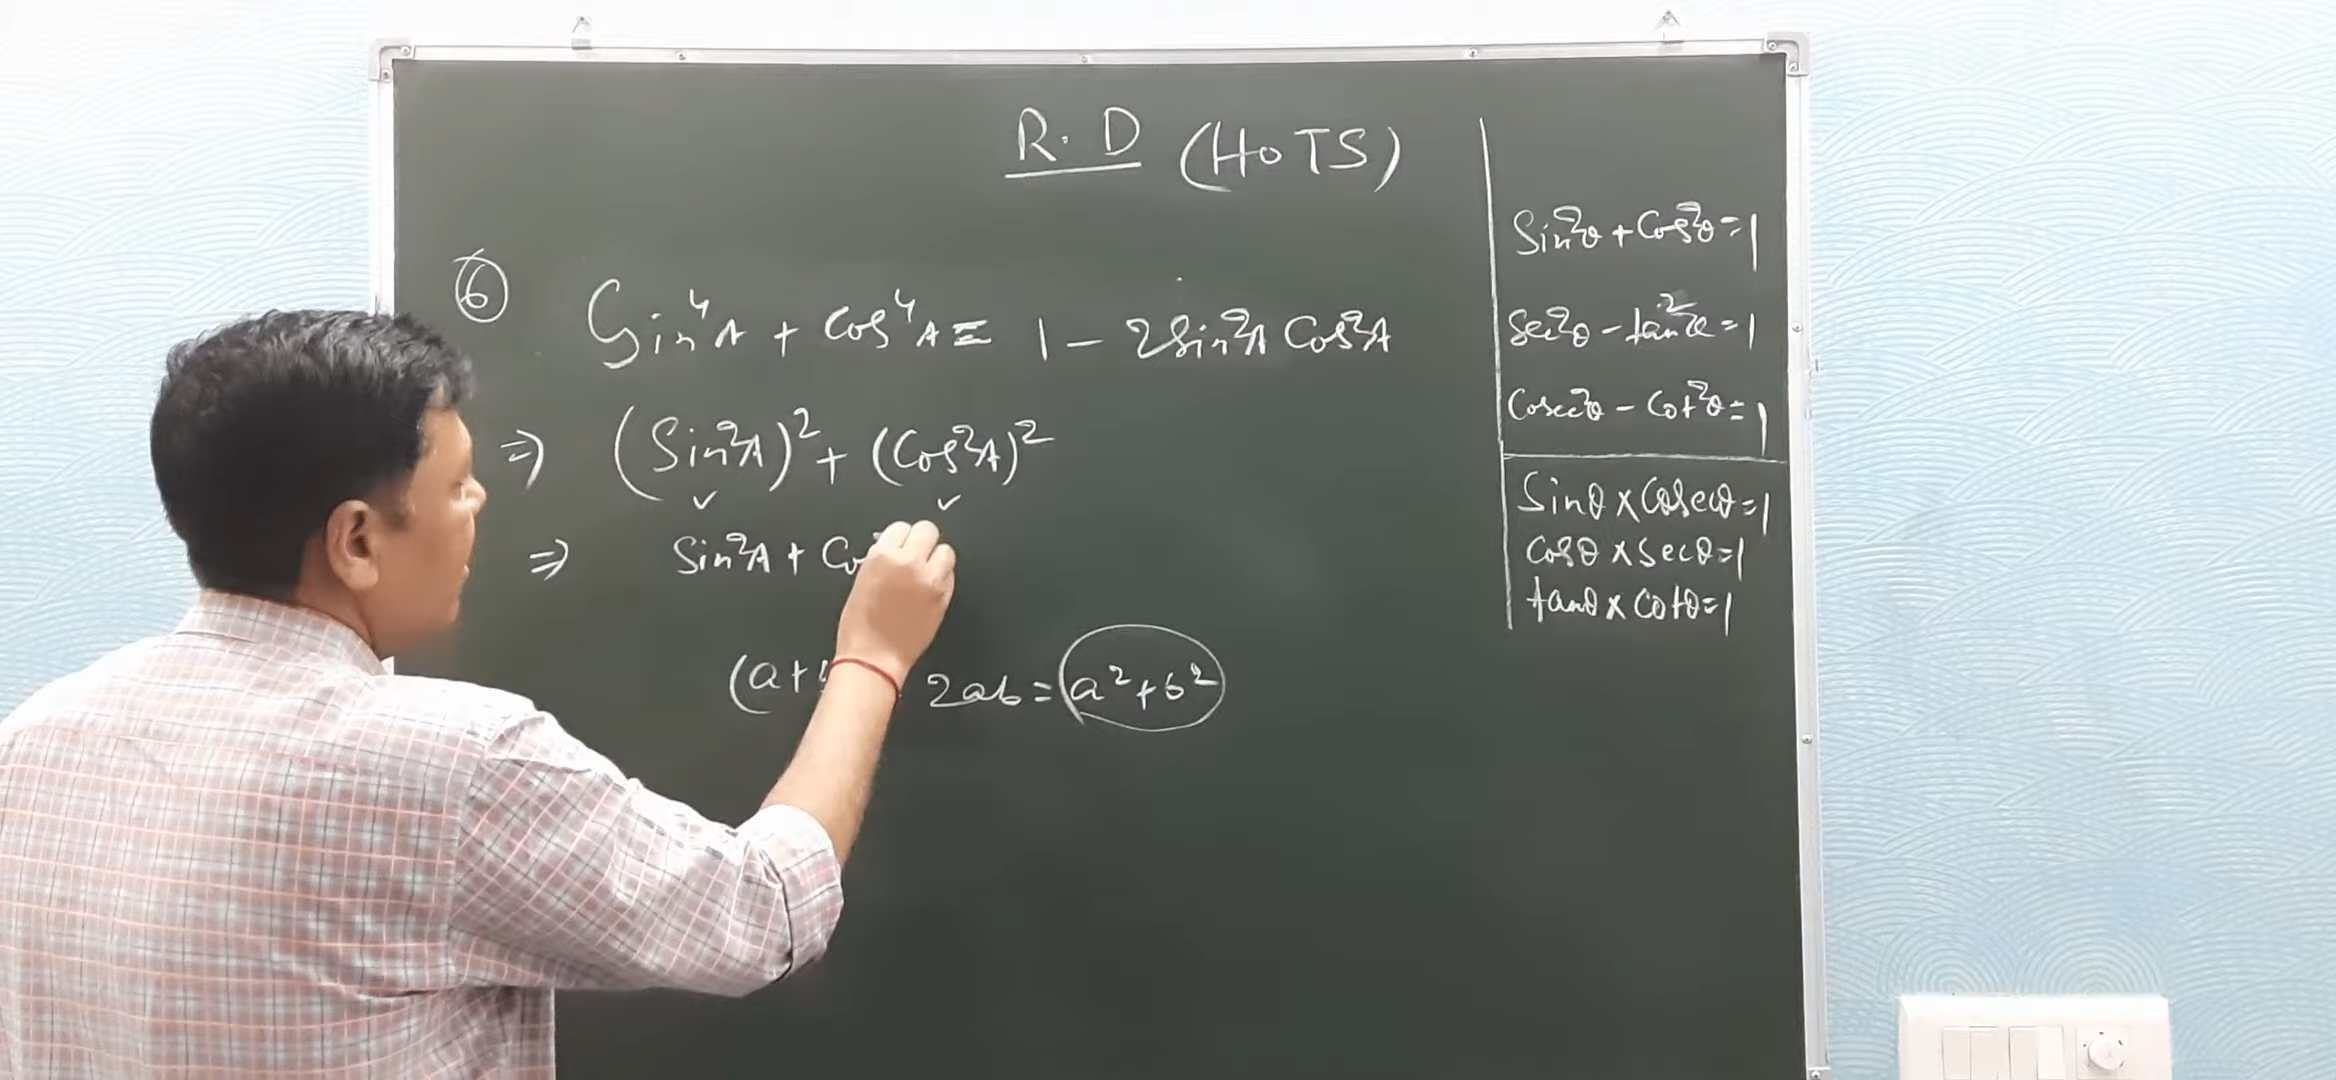 R.D (HOTS)
⑥ Sin⁴A + Cos⁴A = 1 - 2Sin²A Cos²A
⇒ (Sin²A)² + (Cos²A)²
✓ ✓
⇒ Sin²A + Co
(a+ 2ab = a²+b²
Sin²θ + Cos²θ = 1
Sec²θ - tan²θ = 1
Cosec²θ - Cot²θ = 1
Sinθ × Cosecθ = 1
Cosθ × Secθ = 1
tanθ × Cotθ = 1